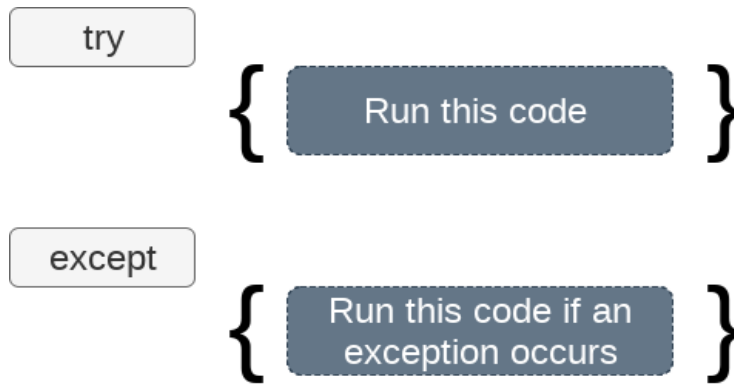 try
{ Run this code }
except
{ Run this code if an
exception occurs }